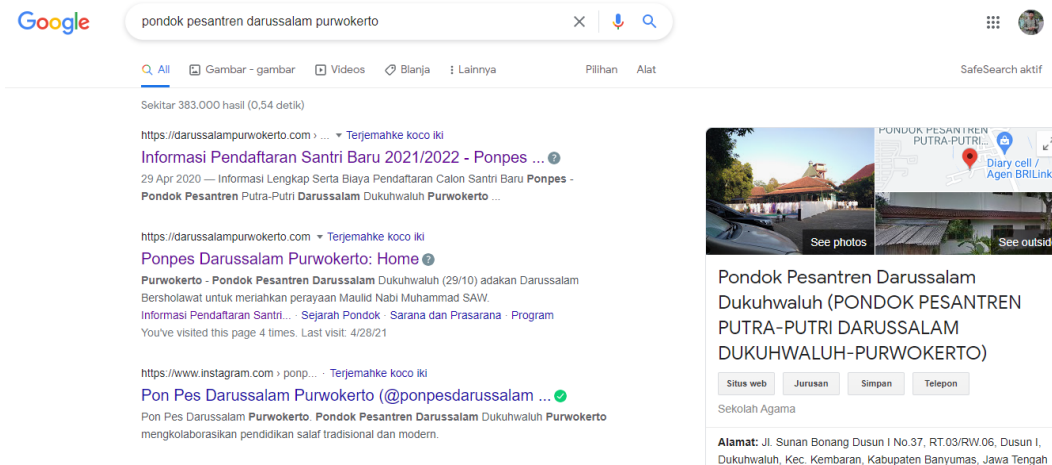 Google
pondok pesantren darussalam purwokerto
All Gambar - gambar Videos Blanja Lainnya Pilihan Alat SafeSearch aktif
Sekitar 383.000 hasil (0,54 detik)
https://darussalampurwokerto.com › ... Terjemahke koco iki
Informasi Pendaftaran Santri Baru 2021/2022 - Ponpes ...
29 Apr 2020 — Informasi Lengkap Serta Biaya Pendaftaran Calon Santri Baru Ponpes -
Pondok Pesantren Putra-Putri Darussalam Dukuhwaluh Purwokerto ...
https://darussalampurwokerto.com Terjemahke koco iki
Ponpes Darussalam Purwokerto: Home
Purwokerto - Pondok Pesantren Darussalam Dukuhwaluh (29/10) adakan Darussalam
Bersholawat untuk meriahkan perayaan Maulid Nabi Muhammad SAW.
Informasi Pendaftaran Santri... · Sejarah Pondok · Sarana dan Prasarana · Program
You've visited this page 4 times. Last visit: 4/28/21
https://www.instagram.com › ponp... · Terjemahke koco iki
Pon Pes Darussalam Purwokerto (@ponpesdarussalam ...
Pon Pes Darussalam Purwokerto. Pondok Pesantren Darussalam Dukuhwaluh Purwokerto
mengkolaborasikan pendidikan salaf tradisional dan modern.
PONDOK PESANTREN
PUTRA-PUTRI...
Diary cell /
Agen BRILink
See photos
See outside
Pondok Pesantren Darussalam
Dukuhwaluh (PONDOK PESANTREN
PUTRA-PUTRI DARUSSALAM
DUKUHWALUH-PURWOKERTO)
Situs web Jurusan Simpan Telepon
Sekolah Agama
Alamat: Jl. Sunan Bonang Dusun I No.37, RT.03/RW.06, Dusun I,
Dukuhwaluh, Kec. Kembaran, Kabupaten Banyumas, Jawa Tengah